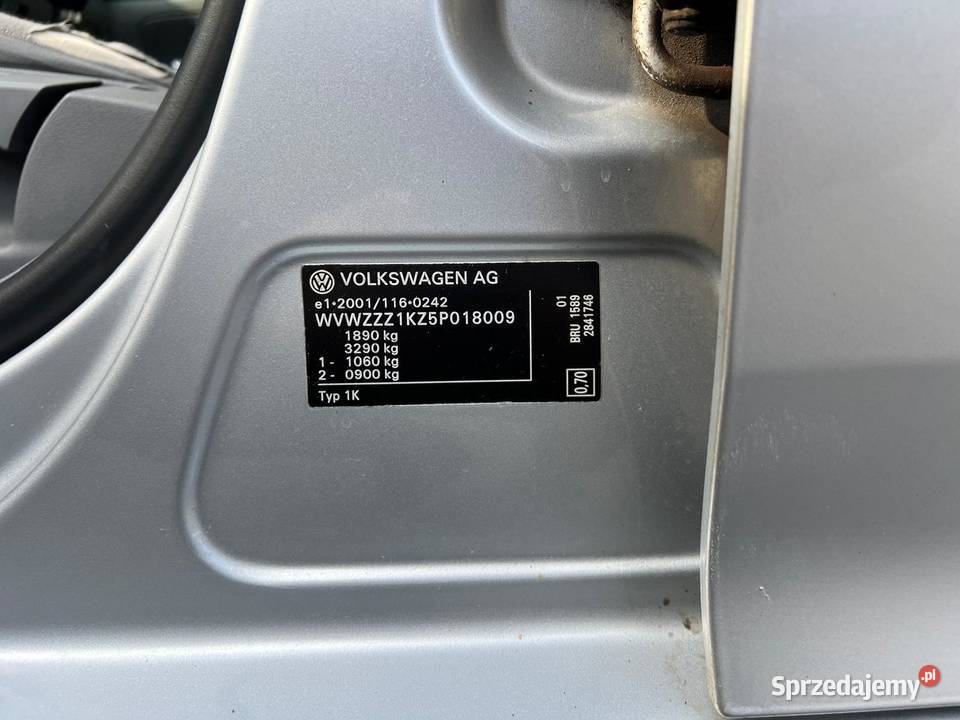 VOLKSWAGEN AG
e1*2001/116*0242
WVWZZZ1KZ5P018009
1890 kg
3290 kg
1 - 1060 kg
2 - 0900 kg
Typ 1K
01
BRU 1589
2841746
0,70
Sprzedajemy.pl